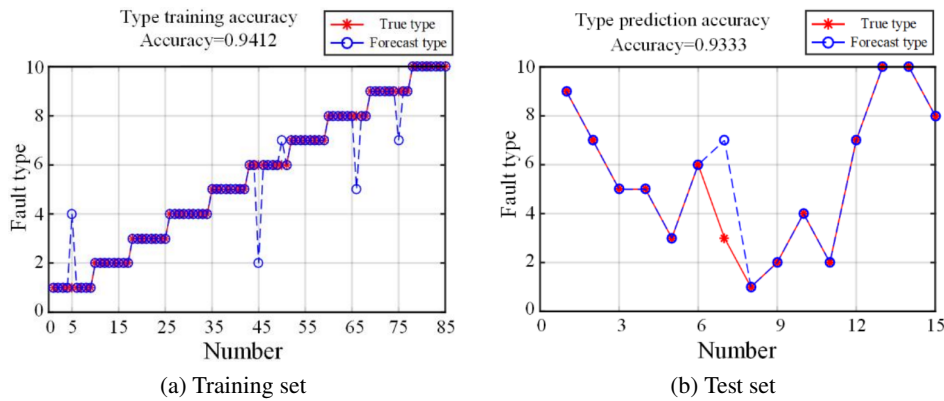 Type training accuracy
Accuracy=0.9412
True type
Forecast type
10
8
6
4
2
0
Fault type
0 5 15 25 35 45 55 65 75 85
Number
(a) Training set
Type prediction accuracy
Accuracy=0.9333
True type
Forecast type
10
8
6
4
2
0
Fault type
0 3 6 9 12 15
Number
(b) Test set